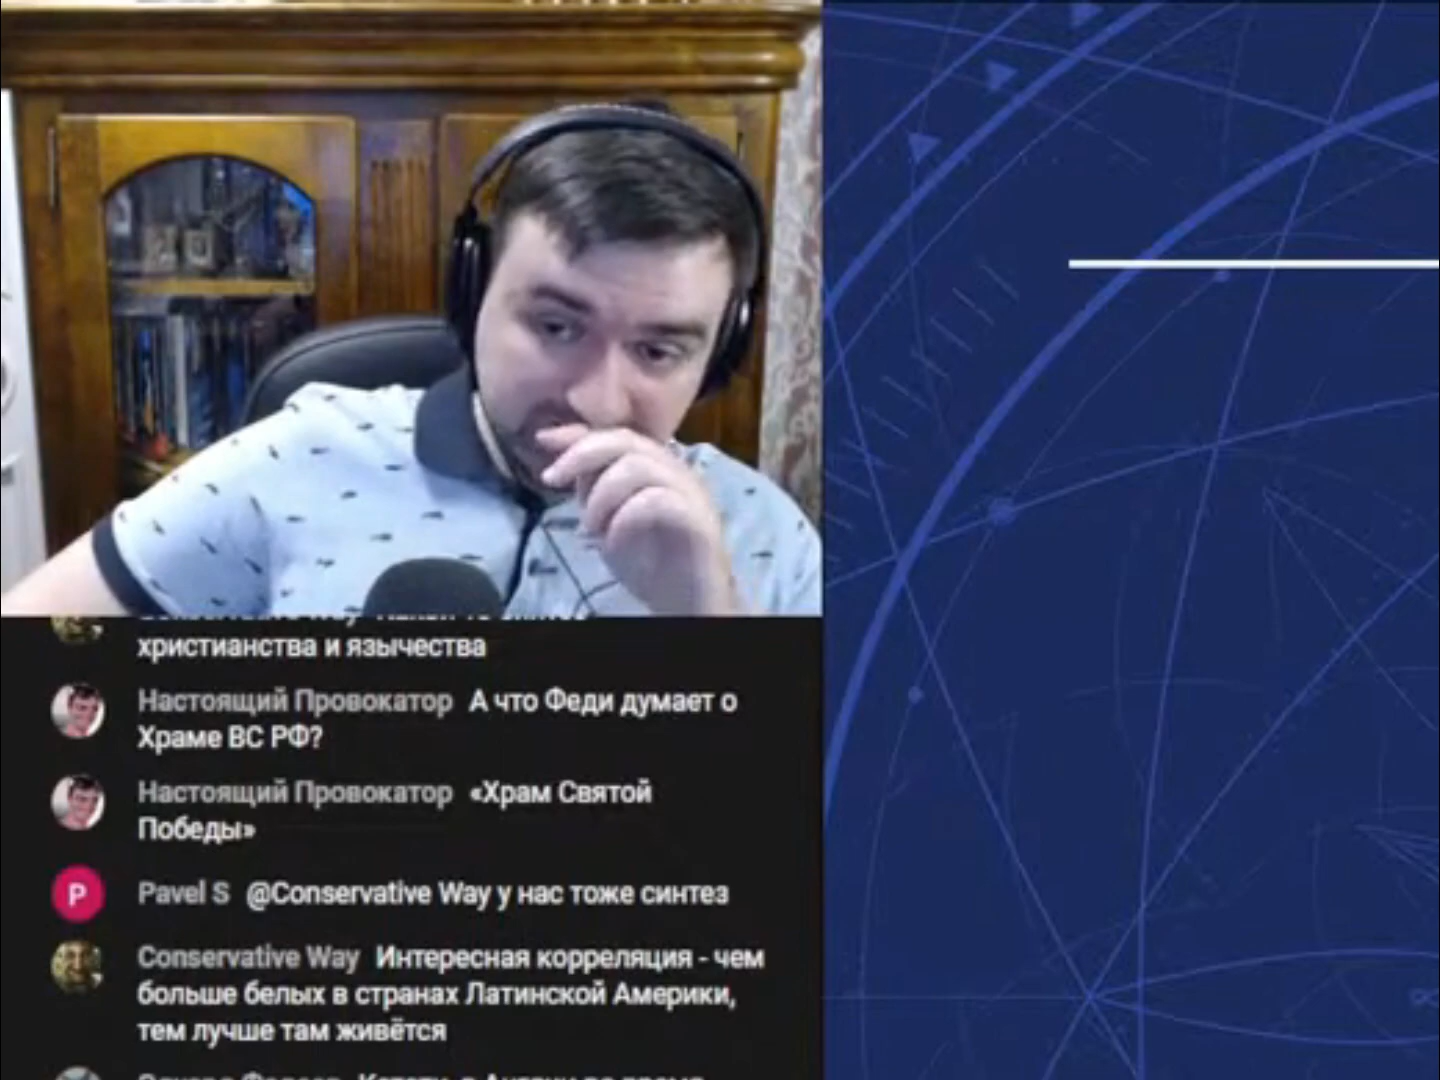 христианства и язычества
Настоящий Провокатор А что Феди думает о
Храме ВС РФ?
Настоящий Провокатор «Храм Святой
Победы»
P Pavel S @Conservative Way у нас тоже синтез
Conservative Way Интересная корреляция - чем
больше белых в странах Латинской Америки,
тем лучше там живётся